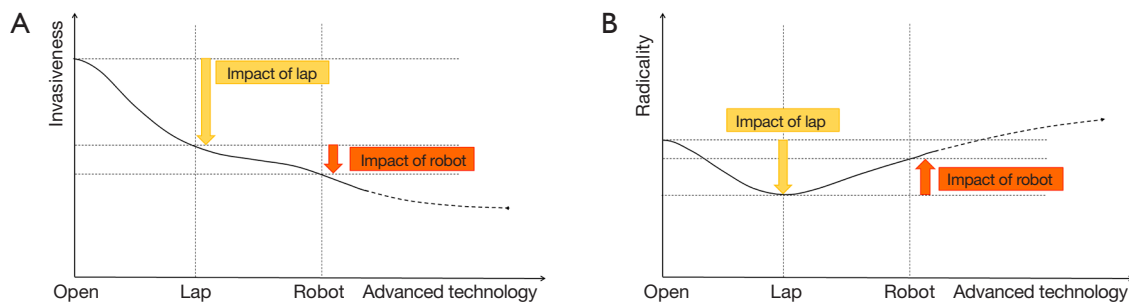 A
Invasiveness
Impact of lap
Impact of robot
Open
Lap
Robot
Advanced technology
B
Radicality
Impact of lap
Impact of robot
Open
Lap
Robot
Advanced technology